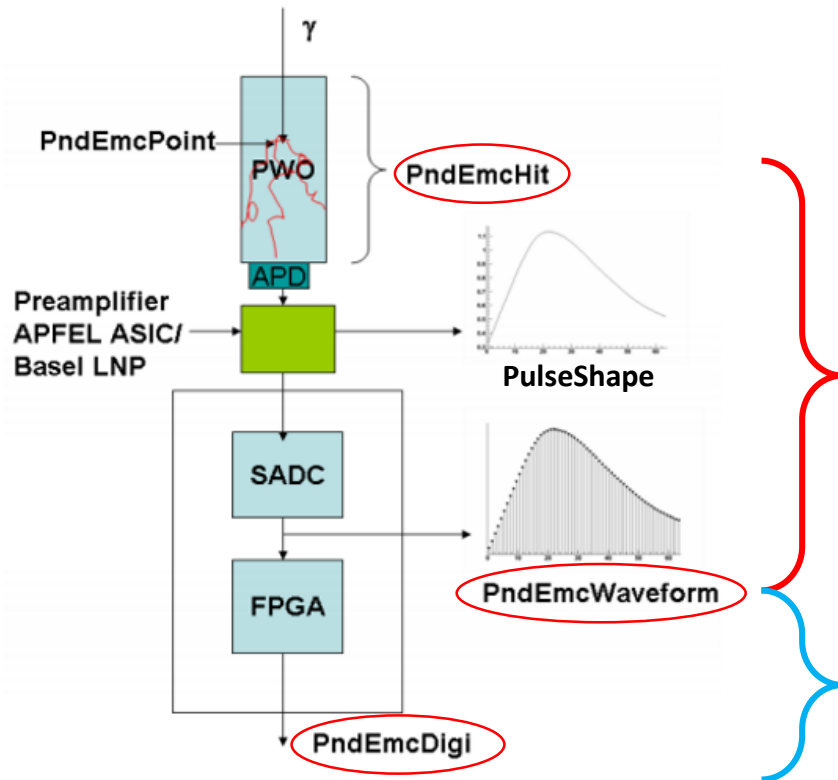 γ
PndEmcPoint
PWO
PndEmcHit
APD
Preamplifier
APFEL ASIC/
Basel LNP
PulseShape
SADC
FPGA
PndEmcWaveform
PndEmcDigi